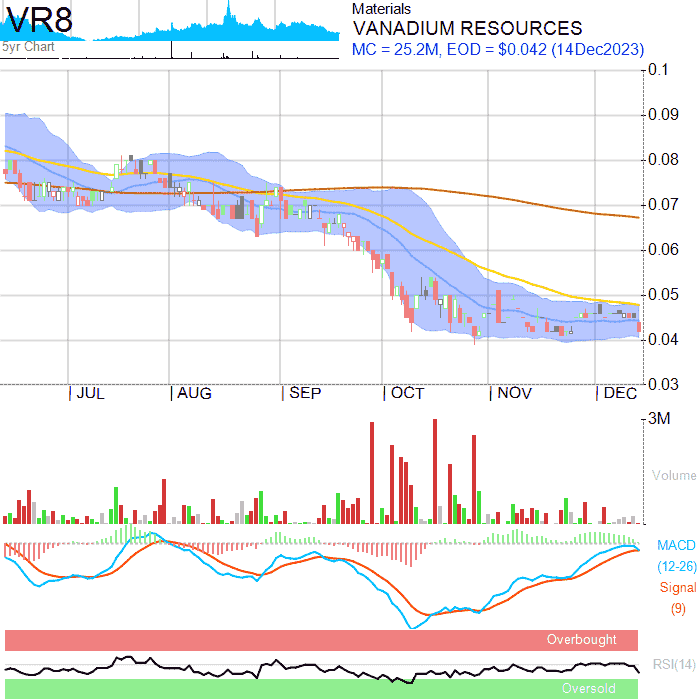 VR8
5yr Chart
Materials
VANADIUM RESOURCES
MC = 25.2M, EOD = $0.042 (14Dec2023)
0.1
0.09
0.08
0.07
0.06
0.05
0.04
0.03
JUL
AUG
SEP
OCT
NOV
DEC
3M
Volume
MACD
(12-26)
Signal
(9)
Overbought
RSI(14)
Oversold